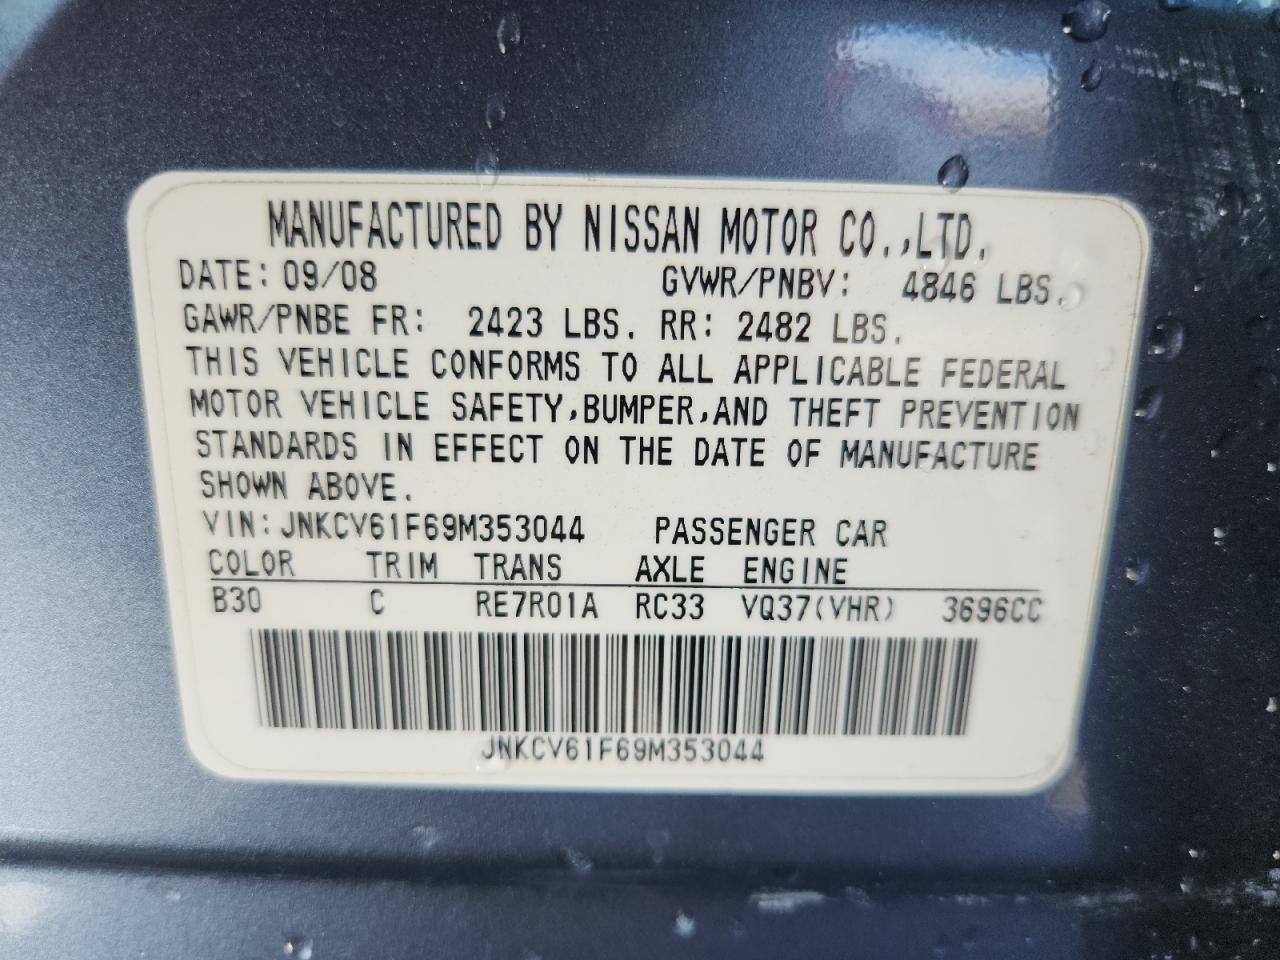 MANUFACTURED BY NISSAN MOTOR CO.,LTD.
DATE: 09/08 GVWR/PNBV: 4846 LBS.
GAWR/PNBE FR: 2423 LBS. RR: 2482 LBS.
THIS VEHICLE CONFORMS TO ALL APPLICABLE FEDERAL
MOTOR VEHICLE SAFETY,BUMPER,AND THEFT PREVENTION
STANDARDS IN EFFECT ON THE DATE OF MANUFACTURE
SHOWN ABOVE.
VIN:JNKCV61F69M353044 PASSENGER CAR
COLOR TRIM TRANS AXLE ENGINE
B30 C RE7R01A RC33 VQ37(VHR) 3696CC
JNKCV61F69M353044